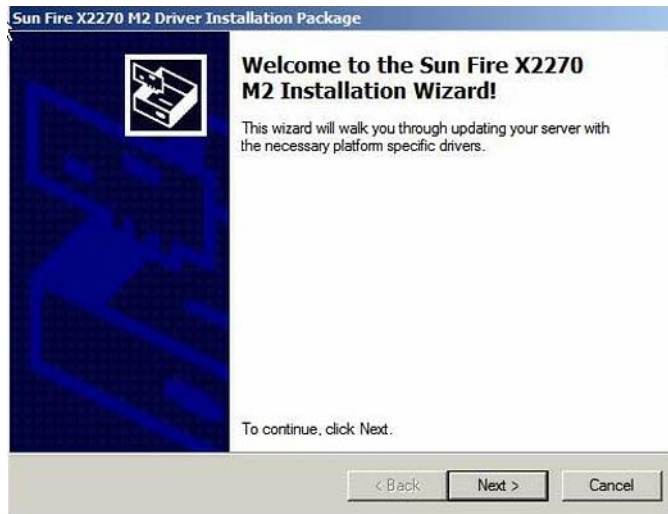 Sun Fire X2270 M2 Driver Installation Package
Welcome to the Sun Fire X2270
M2 Installation Wizard!
This wizard will walk you through updating your server with
the necessary platform specific drivers.
To continue, click Next.
< Back
Next >
Cancel